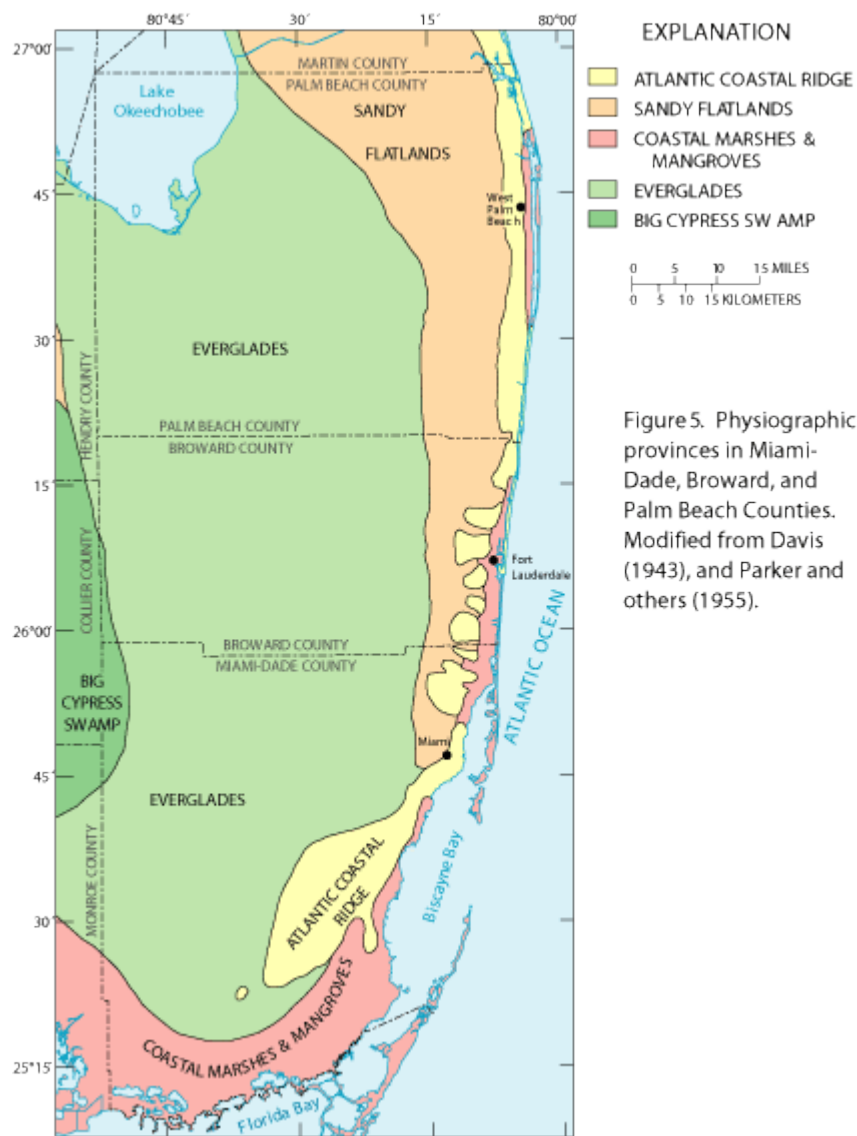 80°45′
30′
15′
80°00′
27°00′
45′
30′
15′
26°00′
45′
30′
25°15′
Lake
Okeechobee
MARTIN COUNTY
PALM BEACH COUNTY
SANDY
FLATLANDS
West
Palm
Beach
EVERGLADES
HENDRY COUNTY
PALM BEACH COUNTY
BROWARD COUNTY
Fort
Lauderdale
COLLIER COUNTY
BROWARD COUNTY
MIAMI-DADE COUNTY
ATLANTIC OCEAN
BIG
CYPRESS
SWAMP
Miami
EVERGLADES
MONROE COUNTY
ATLANTIC COASTAL
RIDGE
Biscayne Bay
COASTAL MARSHES & MANGROVES
Florida Bay
EXPLANATION
ATLANTIC COASTAL RIDGE
SANDY FLATLANDS
COASTAL MARSHES &
MANGROVES
EVERGLADES
BIG CYPRESS SW AMP
0 5 10 15 MILES
0 5 10 15 KILOMETERS
Figure 5. Physiographic
provinces in Miami-
Dade, Broward, and
Palm Beach Counties.
Modified from Davis
(1943), and Parker and
others (1955).